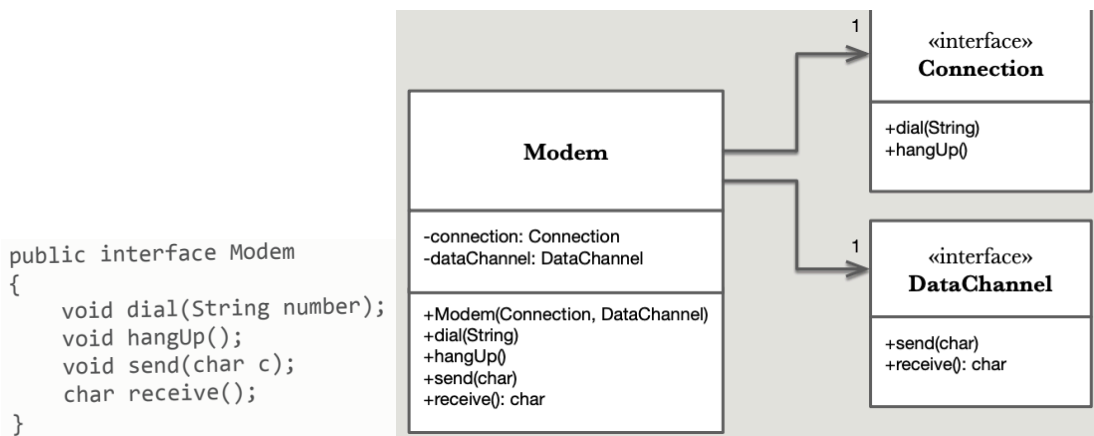 public interface Modem
{
void dial(String number);
void hangUp();
void send(char c);
char receive();
}
Modem
-connection: Connection
-dataChannel: DataChannel
+Modem(Connection, DataChannel)
+dial(String)
+hangUp()
+send(char)
+receive(): char
1
«interface»
Connection
+dial(String)
+hangUp()
1
«interface»
DataChannel
+send(char)
+receive(): char